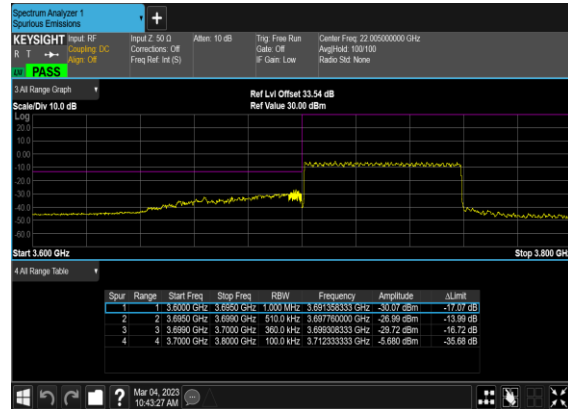 Spectrum Analyzer 1
Spurious Emissions
+
KEYSIGHT Input: RF Input Z: 50 Ω Atten: 10 dB Trig: Free Run Center Freq: 22.005000000 GHz
R T Coupling: DC Corrections: Off Gate: Off Avg|Hold: 100/100
Align: Off Freq Ref: Int (S) IF Gain: Low Radio Std: None
PASS
3 All Range Graph
Ref Lvl Offset 33.54 dB
Scale/Div 10.0 dB Ref Value 30.00 dBm
Log
20.0
10.0
0.00
-10.0
-20.0
-30.0
-40.0
-50.0
-60.0
Start 3.600 GHz Stop 3.800 GHz
4 All Range Table
Spur Range Start Freq Stop Freq RBW Frequency Amplitude ΔLimit
1 1 3.6000 GHz 3.6950 GHz 1.000 MHz 3.691358333 GHz -30.07 dBm -17.07 dB
2 2 3.6950 GHz 3.6990 GHz 510.0 kHz 3.697760000 GHz -26.99 dBm -13.99 dB
3 3 3.6990 GHz 3.7000 GHz 360.0 kHz 3.699308333 GHz -29.72 dBm -16.72 dB
4 4 3.7000 GHz 3.8000 GHz 100.0 kHz 3.712333333 GHz -5.680 dBm -35.68 dB
? Mar 04, 2023
10:43:27 AM